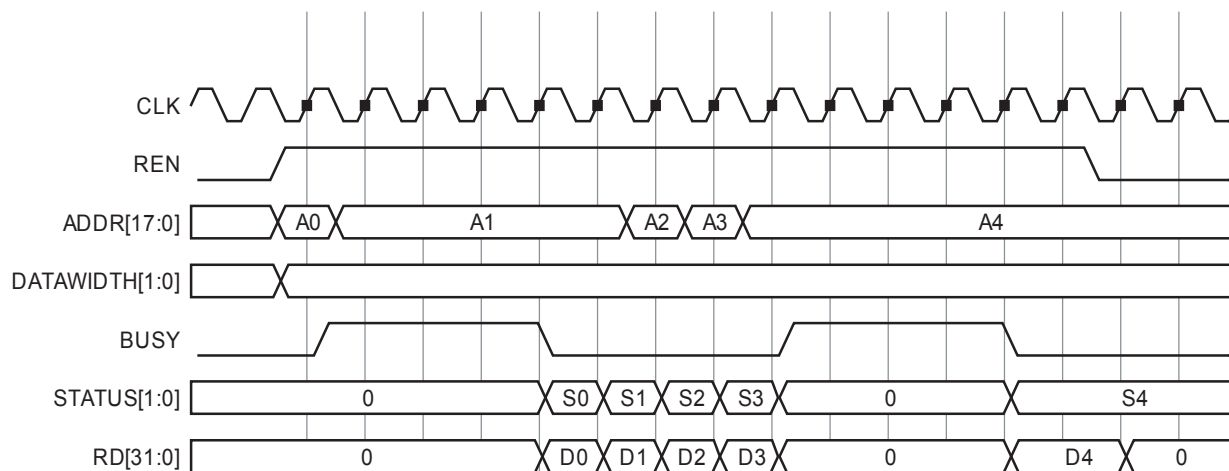 CLK
REN
ADDR[17:0] A0 A1 A2 A3 A4
DATAWIDTH[1:0]
BUSY
STATUS[1:0] 0 S0 S1 S2 S3 0 S4
RD[31:0] 0 D0 D1 D2 D3 0 D4 0